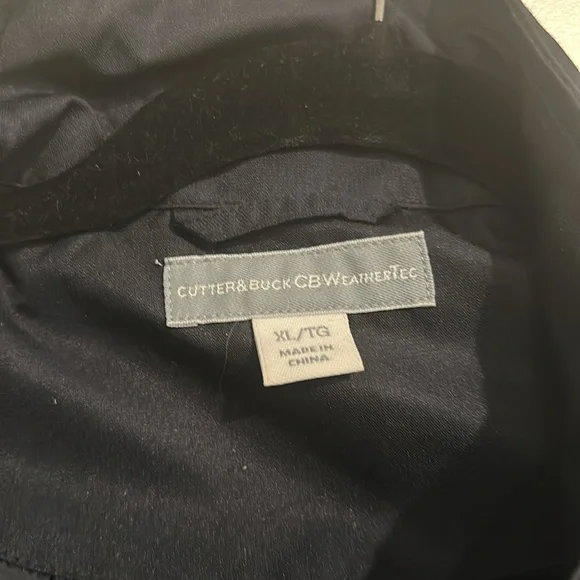 CUTTER&BUCK CBWEATHERTEC
XL/TG
MADE IN
CHINA